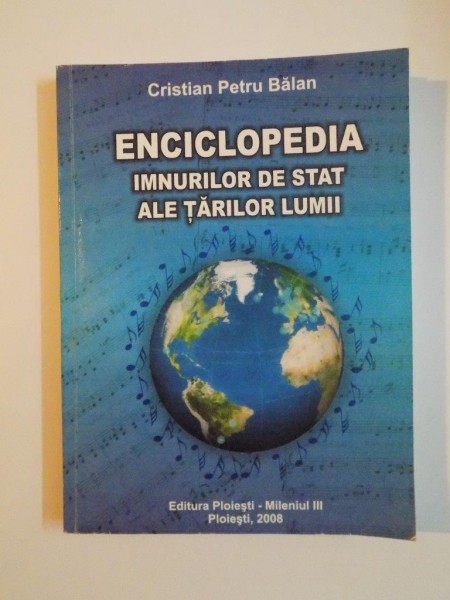 Cristian Petru Bălan
ENCICLOPEDIA
IMNURILOR DE STAT
ALE ȚĂRILOR LUMII
Editura Ploiești - Mileniul III
Ploiești, 2008